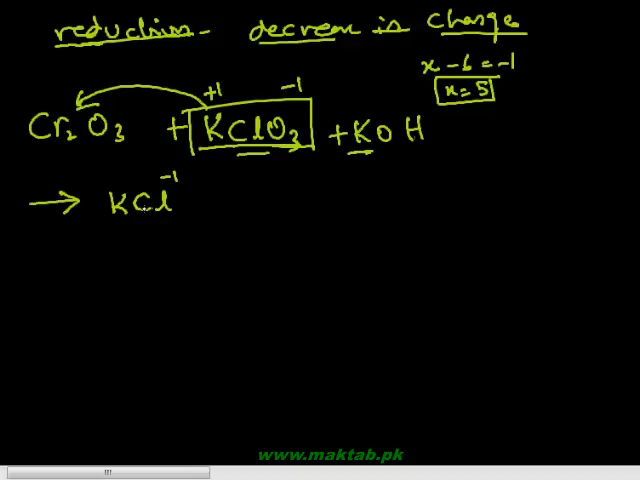 reduction - decrease in charge
x - 6 = -1
x = 5
+1 -1
Cr₂O₃ + KClO₃ + KOH
-1
→ KCl
www.maktab.pk